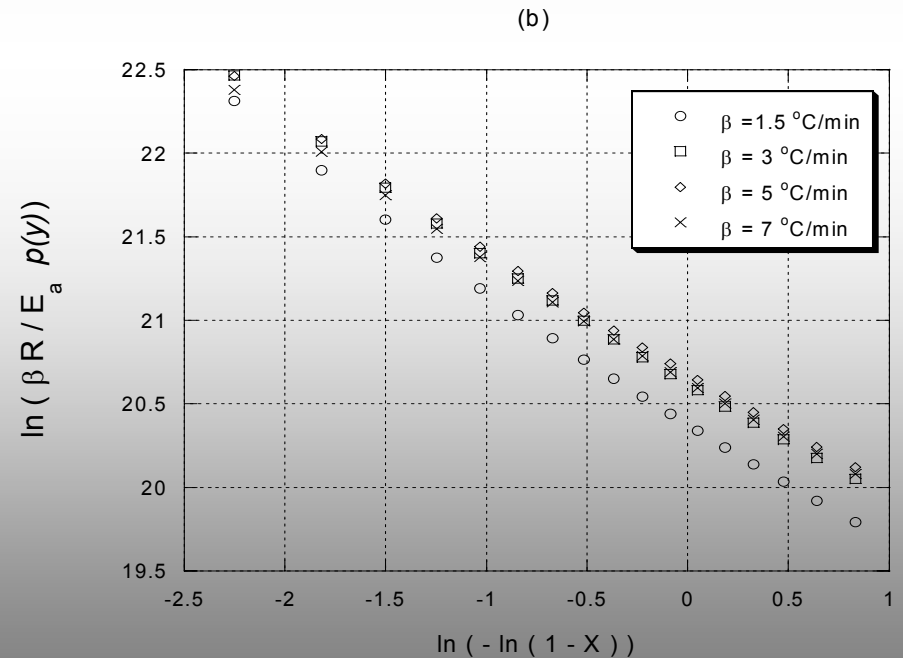 (b)
22.5
22
21.5
21
20.5
20
19.5
ln ( β R / E_a p(y))
β =1.5 °C/min
β = 3 °C/min
β = 5 °C/min
β = 7 °C/min
-2.5 -2 -1.5 -1 -0.5 0 0.5 1
ln ( - ln ( 1 - X ) )